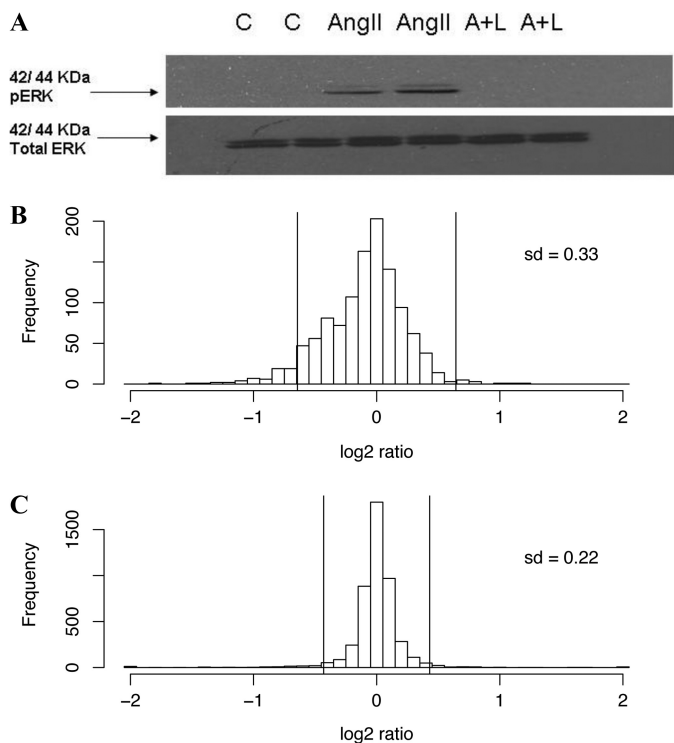 A
C C AngII AngII A+L A+L
42/ 44 KDa
pERK
42/ 44 KDa
Total ERK
B
200
100
50
0
Frequency
sd = 0.33
−2 −1 0 1 2
log2 ratio
C
1500
500
0
Frequency
sd = 0.22
−2 −1 0 1 2
log2 ratio